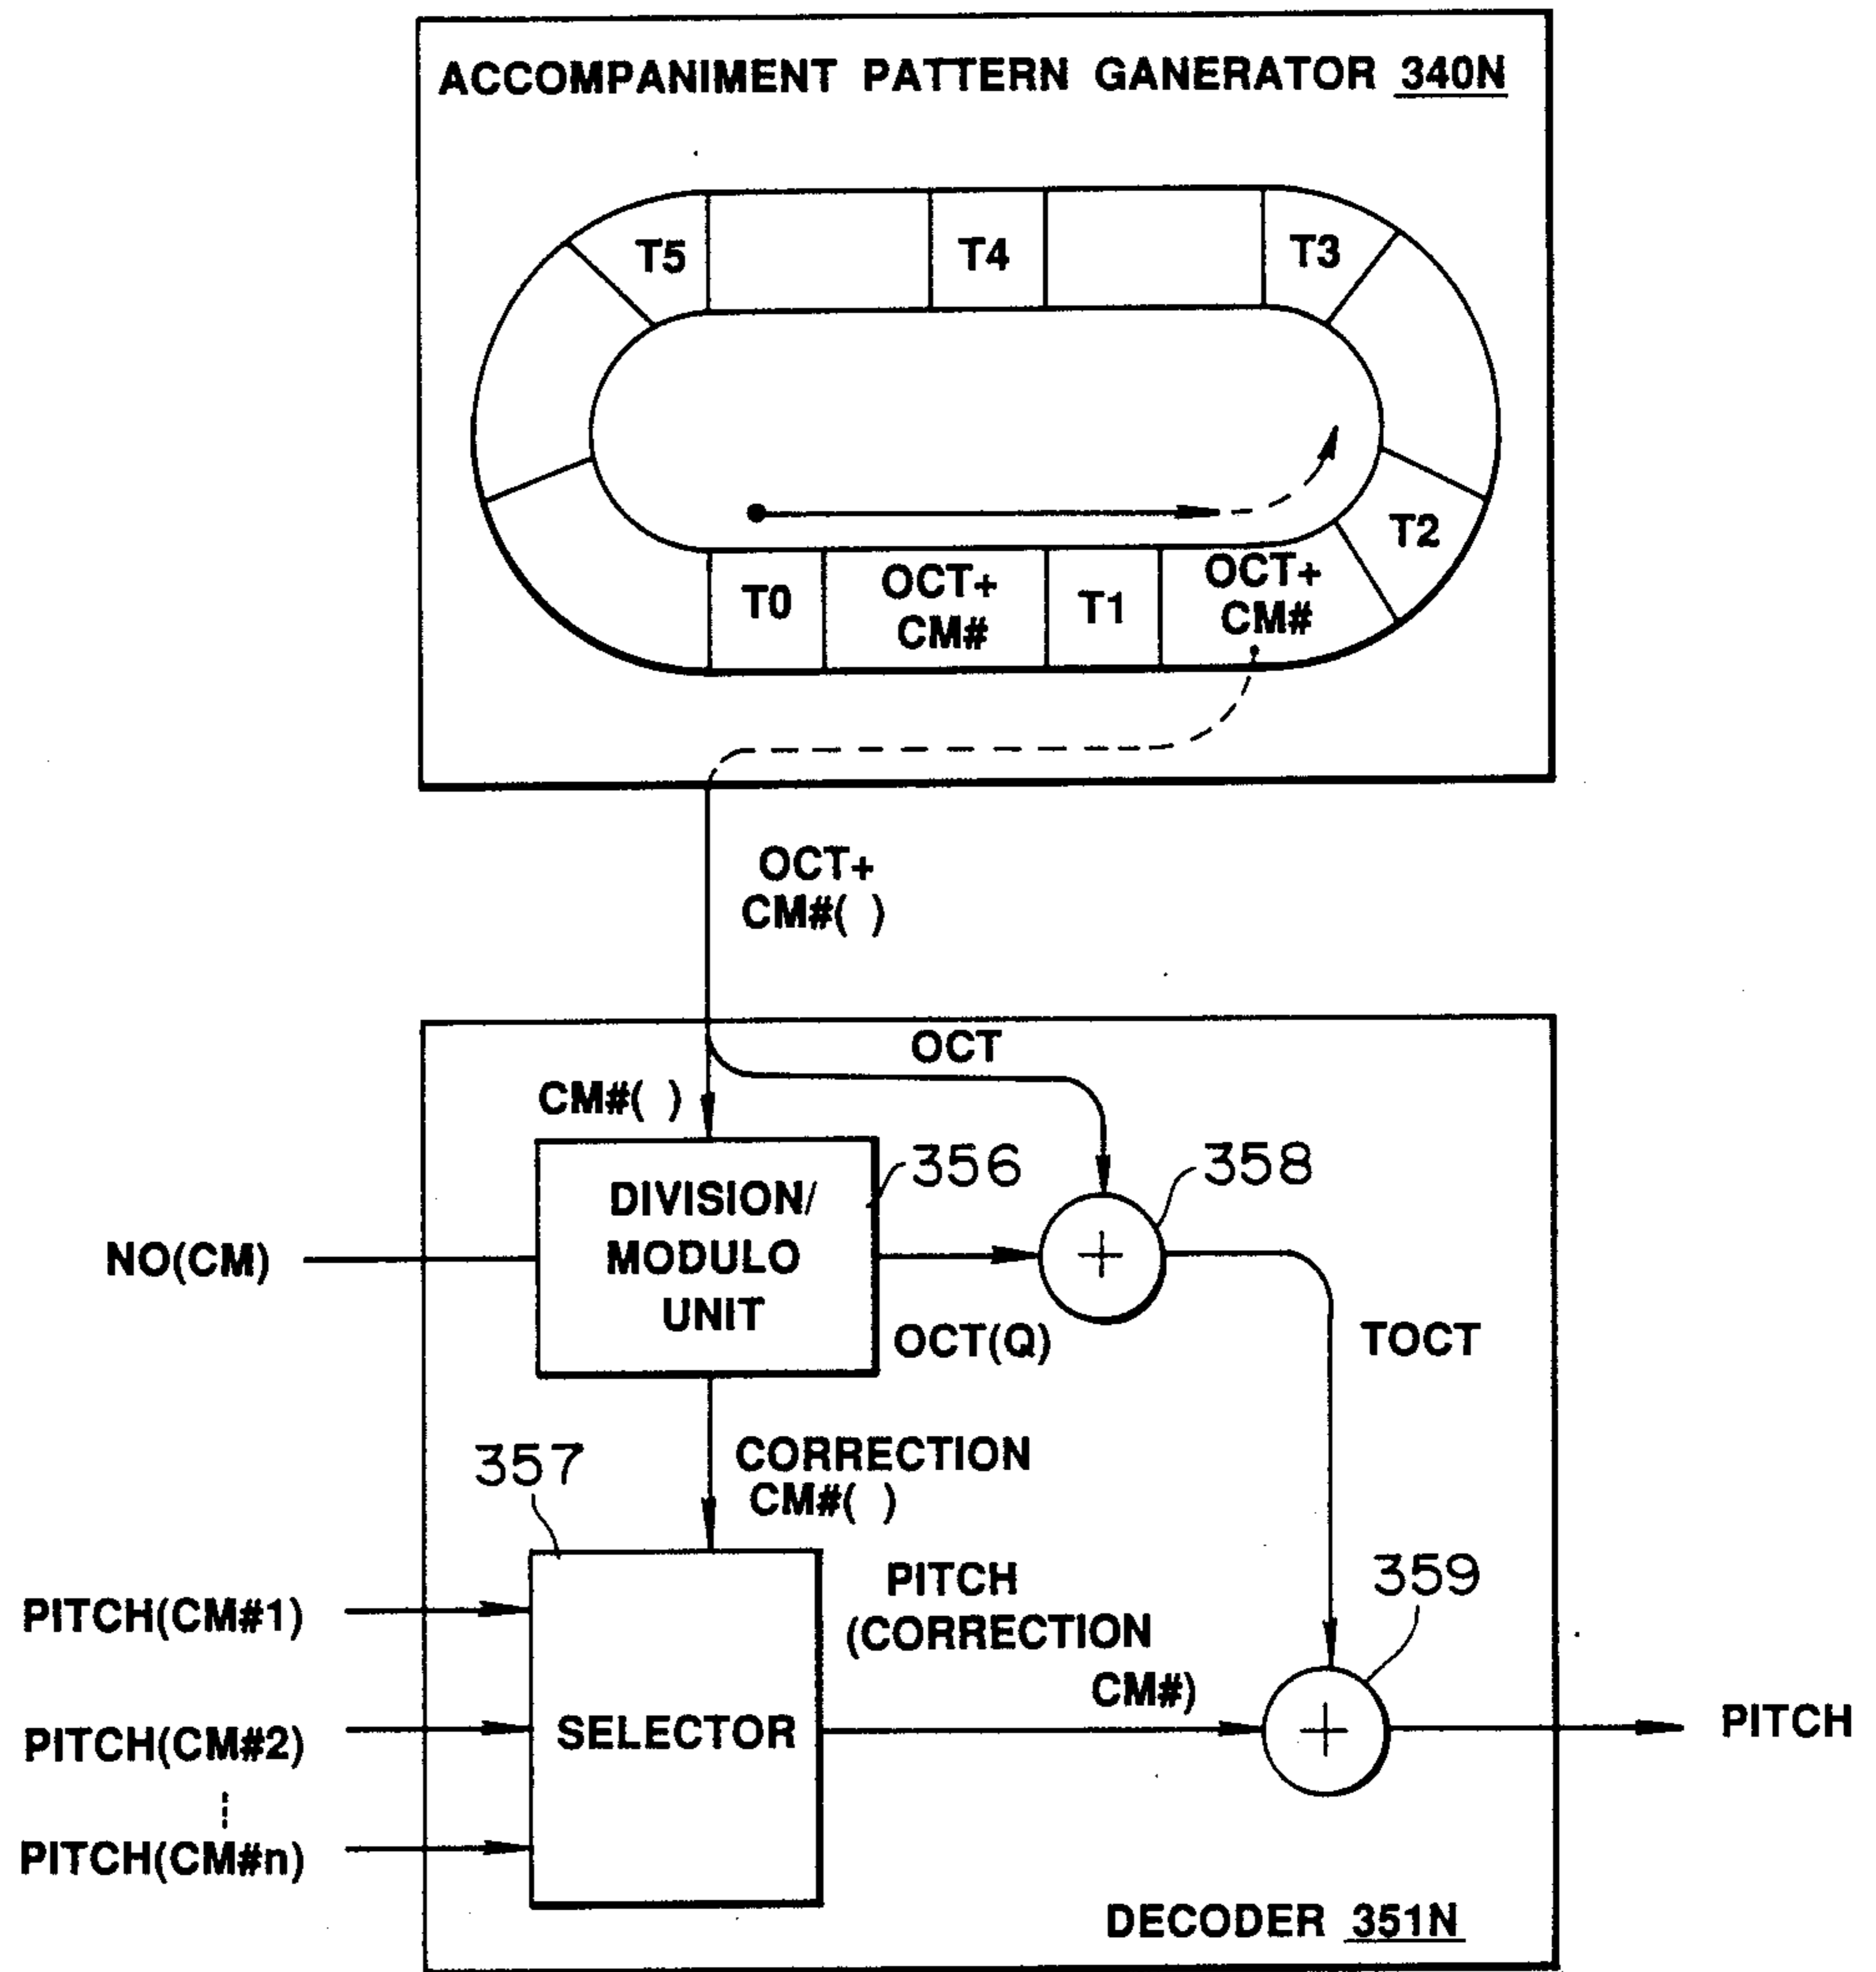 ACCOMPANIMENT PATTERN GANERATOR 340N
T5
T4
T3
T2
T0
OCT+
CM#
T1
OCT+
CM#
OCT+
CM#( )
OCT
CM#( )
356
358
DIVISION/
MODULO
UNIT
NO(CM)
OCT(Q)
TOCT
357
CORRECTION
CM#( )
PITCH
(CORRECTION
CM#)
359
PITCH(CM#1)
PITCH(CM#2)
PITCH(CM#n)
SELECTOR
PITCH
DECODER 351N